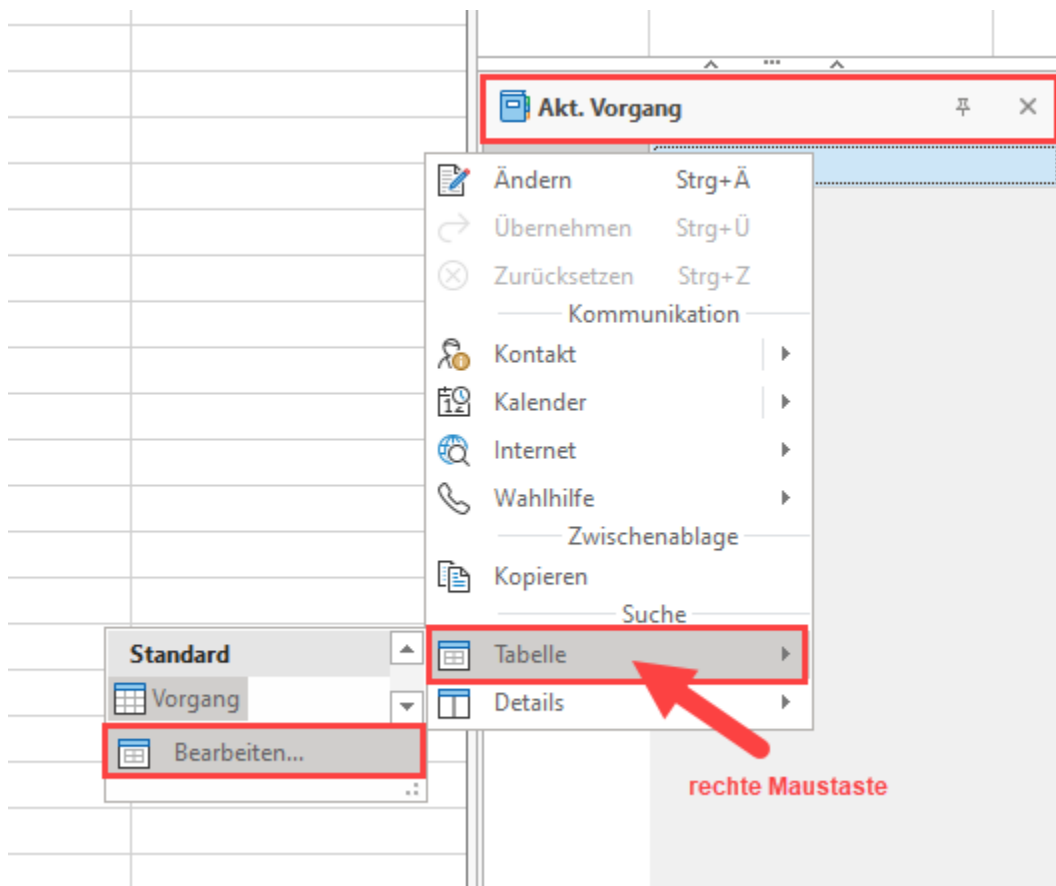 Akt. Vorgang
Ändern Strg+Ä
Übernehmen Strg+Ü
Zurücksetzen Strg+Z
Kommunikation
Kontakt
Kalender
Internet
Wahlhilfe
Zwischenablage
Kopieren
Suche
Tabelle
Details
Standard
Vorgang
Bearbeiten...
rechte Maustaste